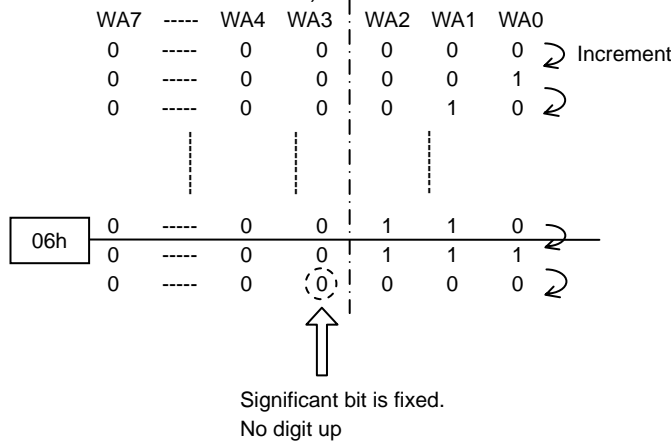 WA7 ----- WA4 WA3 WA2 WA1 WA0
0 ----- 0 0 0 0 0 Increment
0 ----- 0 0 0 0 1
0 ----- 0 0 0 1 0
06h 0 ----- 0 0 1 1 0
0 ----- 0 0 1 1 1
0 ----- 0 0 0 0 0
Significant bit is fixed.
No digit up